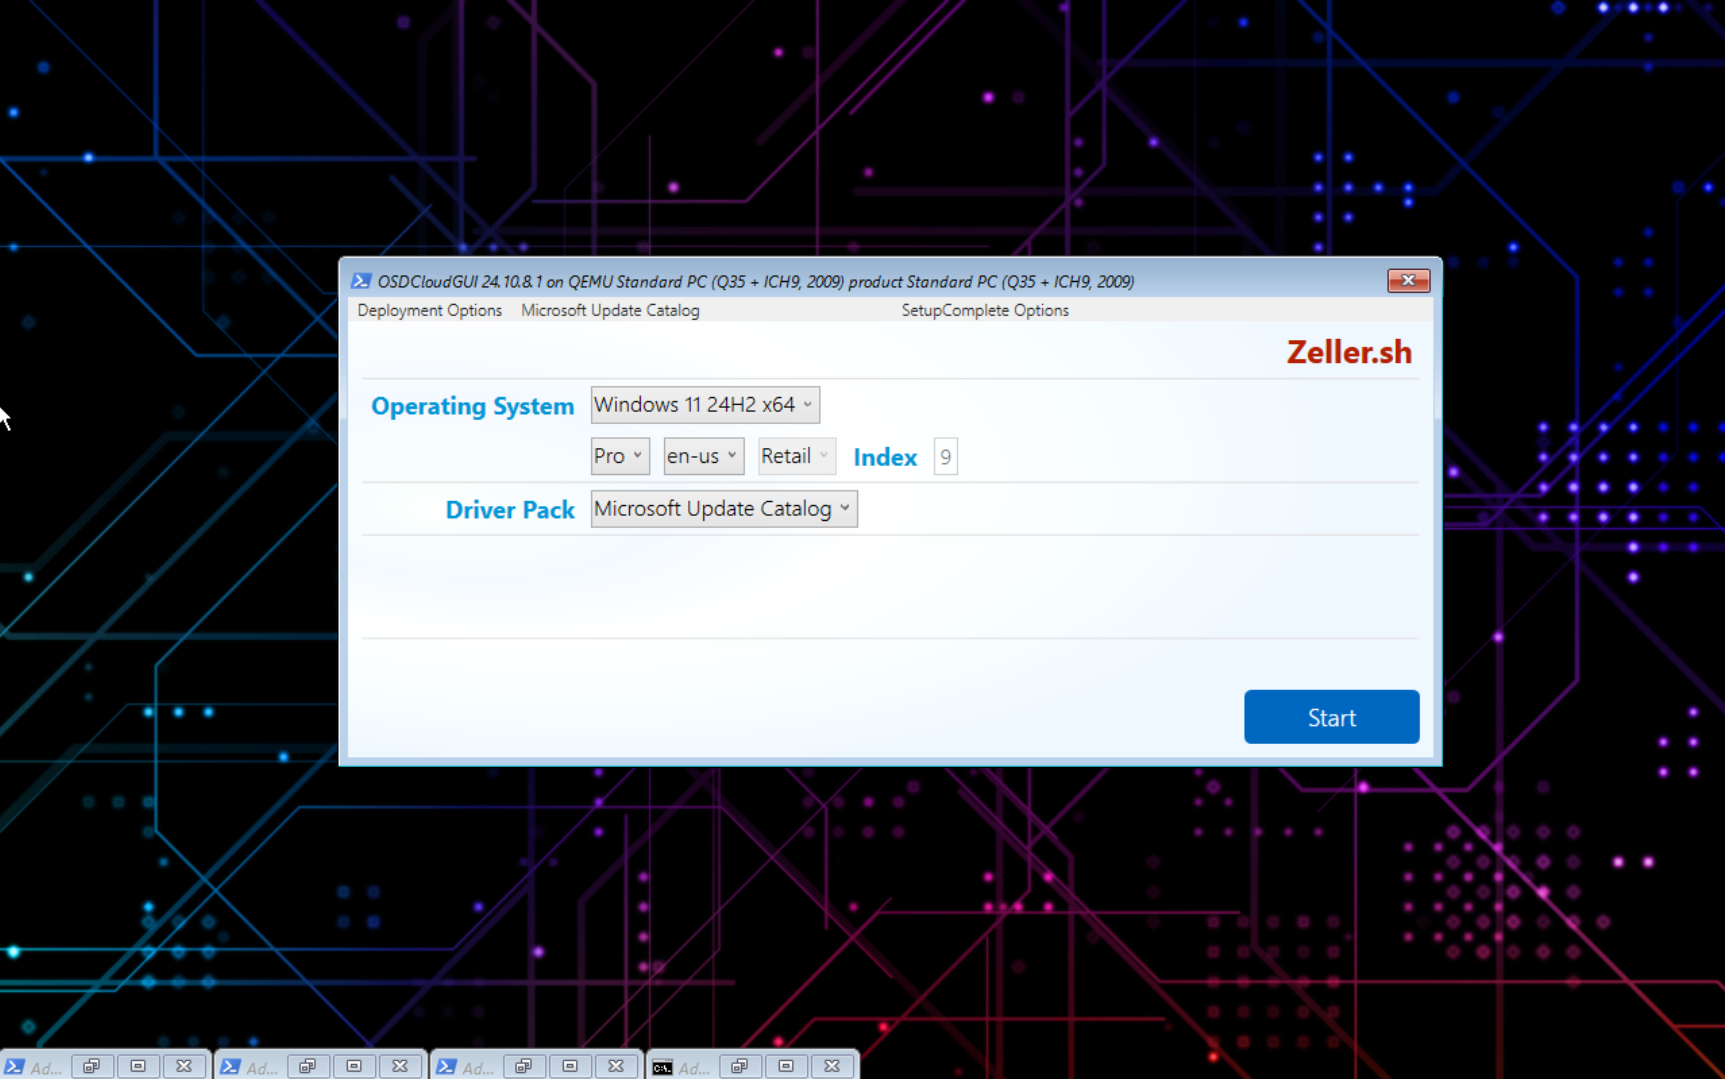 OSDCloudGUI 24.10.8.1 on QEMU Standard PC (Q35 + ICH9, 2009) product Standard PC (Q35 + ICH9, 2009)
Deployment Options Microsoft Update Catalog SetupComplete Options
Zeller.sh
Operating System Windows 11 24H2 x64
Pro en-us Retail Index 9
Driver Pack Microsoft Update Catalog
Start
Ad... Ad... Ad... C:\. Ad...